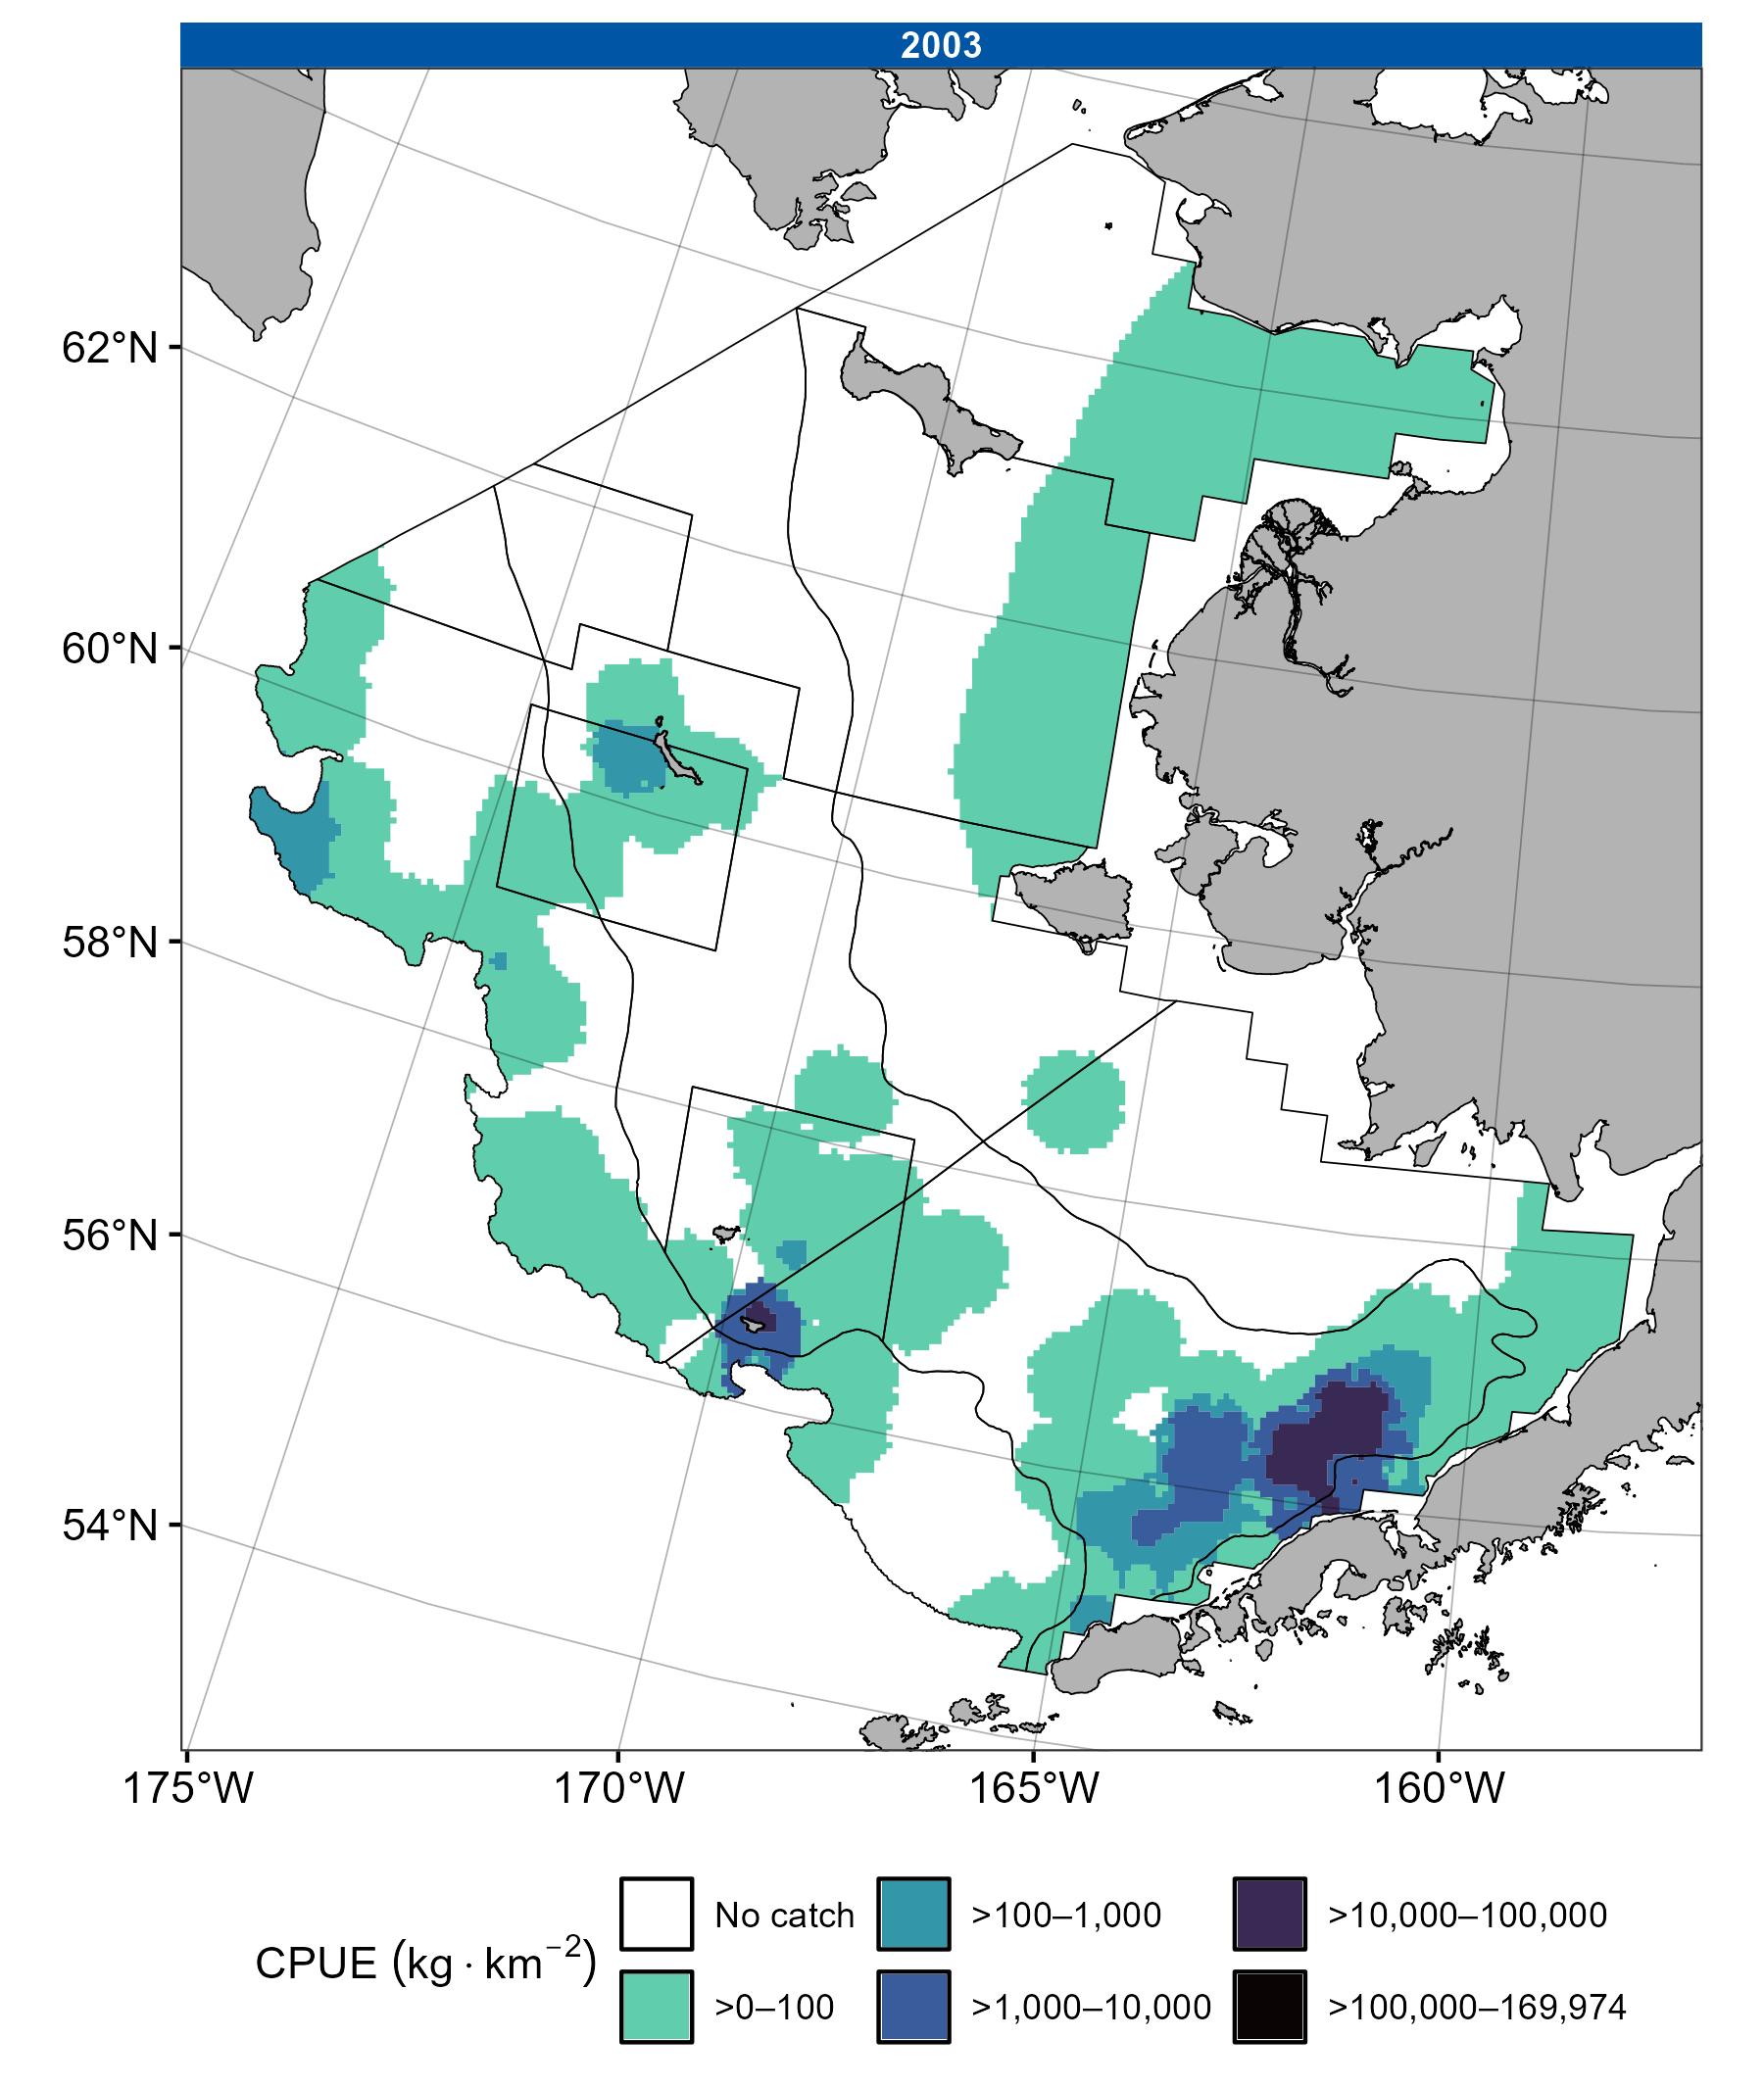 2003
62°N
60°N
58°N
56°N
54°N
175°W 170°W 165°W 160°W
CPUE (kg · km⁻²)
No catch >100–1,000 >10,000–100,000
>0–100 >1,000–10,000 >100,000–169,974